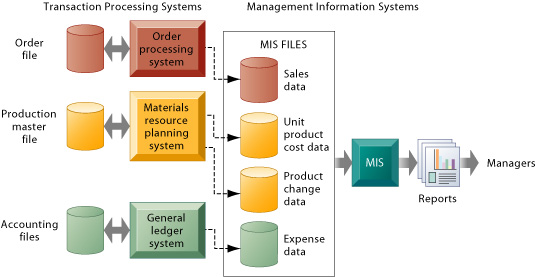 Transaction Processing Systems
Management Information Systems
Order
file
Order
processing
system
MIS FILES
Sales
data
Production
master
file
Materials
resource
planning
system
Unit
product
cost data
Product
change
data
MIS
Reports
Managers
Accounting
files
General
ledger
system
Expense
data